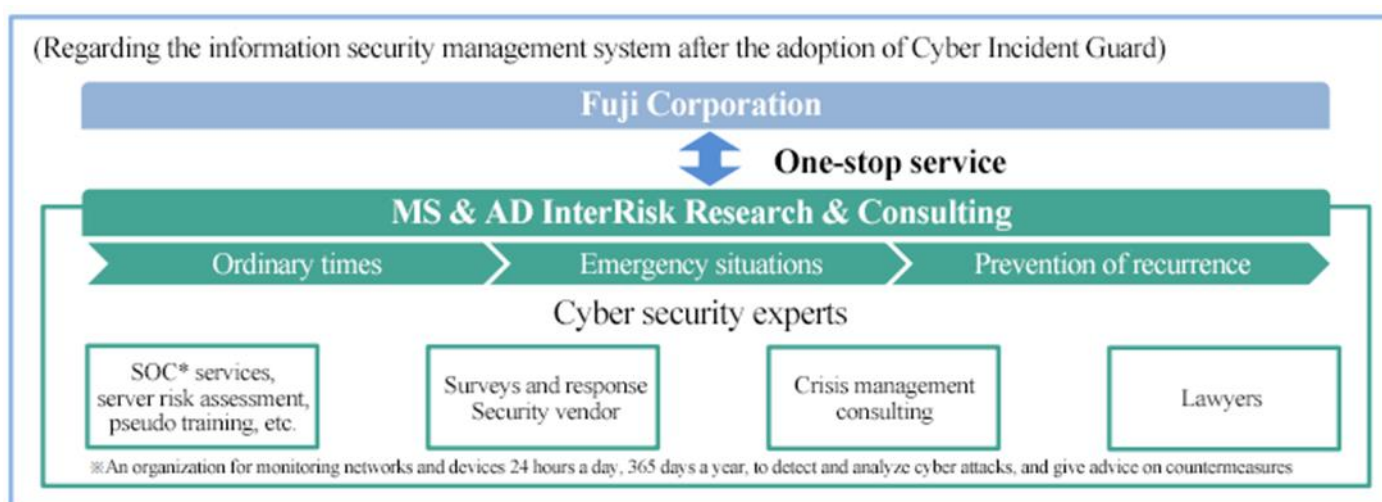 (Regarding the information security management system after the adoption of Cyber Incident Guard)
Fuji Corporation
One-stop service
MS & AD InterRisk Research & Consulting
Ordinary times
Emergency situations
Prevention of recurrence
Cyber security experts
SOC* services,
server risk assessment,
pseudo training, etc.
Surveys and response
Security vendor
Crisis management
consulting
Lawyers
※An organization for monitoring networks and devices 24 hours a day, 365 days a year, to detect and analyze cyber attacks, and give advice on countermeasures